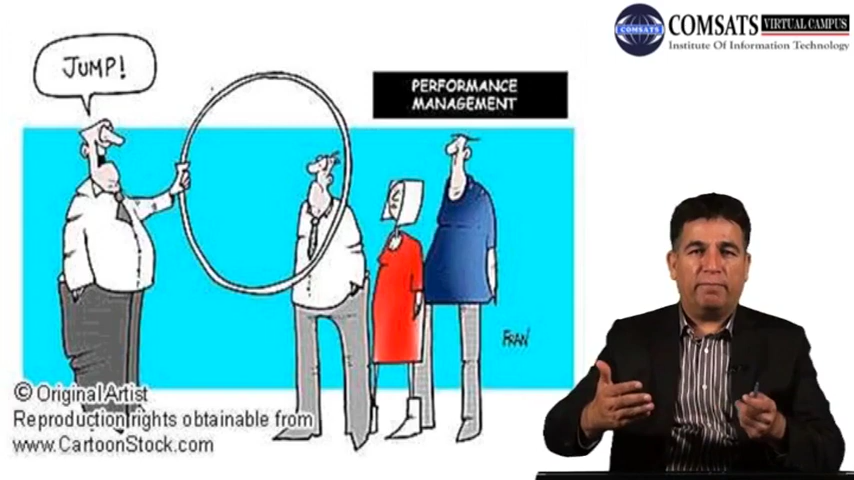 COMSATS VIRTUAL CAMPUS
Institute Of Information Technology
COMSATS
JUMP!
PERFORMANCE
MANAGEMENT
FRAN
© Original Artist
Reproduction rights obtainable from
www.CartoonStock.com